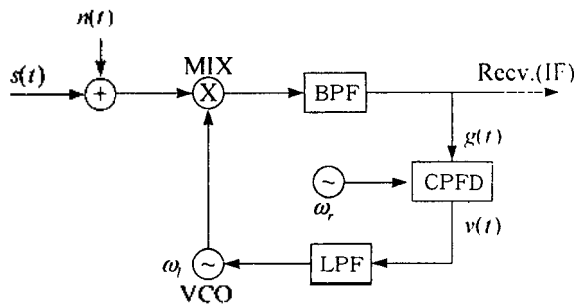 n(t)
s(t)
+
MIX
X
BPF
Recv.(IF)
g(t)
~
ω_r
CPFD
v(t)
ω_l
~
VCO
LPF